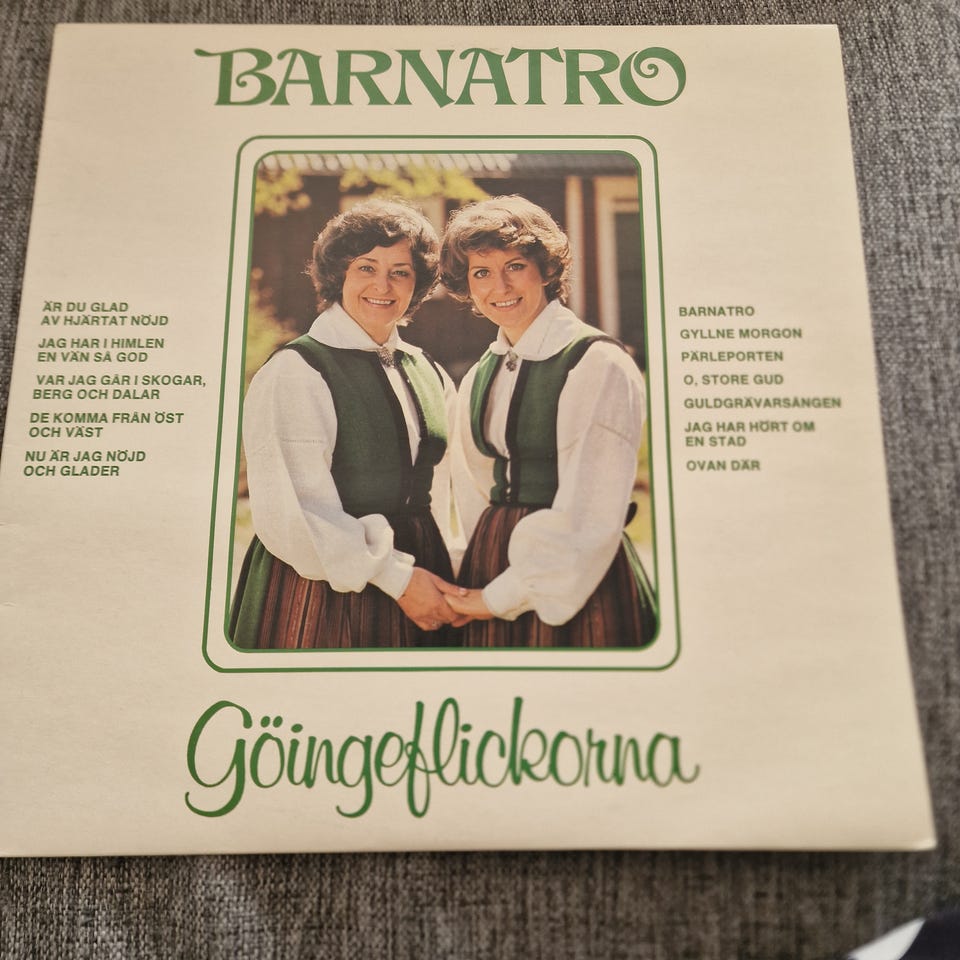 BARNATRO
ÄR DU GLAD
AV HJÄRTAT NÖJD
JAG HAR I HIMLEN
EN VÄN SÅ GOD
VAR JAG GÅR I SKOGAR,
BERG OCH DALAR
DE KOMMA FRÅN ÖST
OCH VÄST
NU ÄR JAG NÖJD
OCH GLADER
BARNATRO
GYLLNE MORGON
PÄRLEPORTEN
O, STORE GUD
GULDGRÄVARSÅNGEN
JAG HAR HÖRT OM
EN STAD
OVAN DÄR
Göingeflickorna